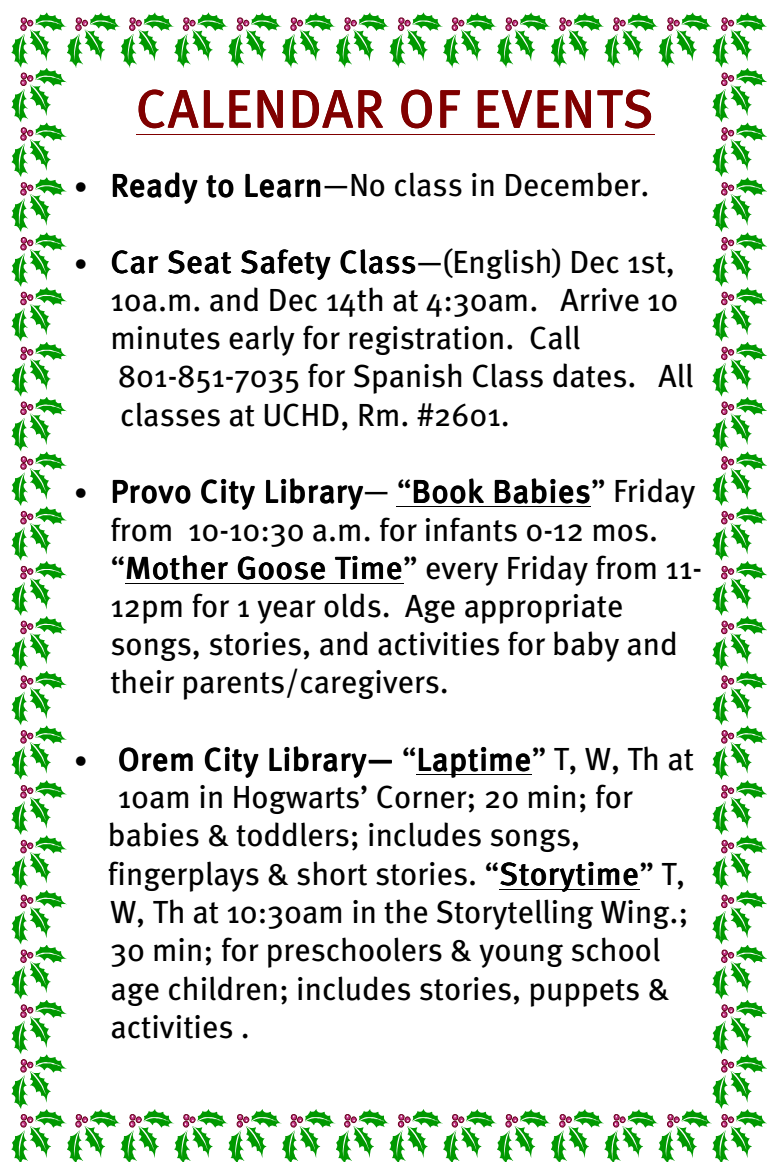 CALENDAR OF EVENTS
• Ready to Learn—No class in December.
• Car Seat Safety Class—(English) Dec 1st,
10a.m. and Dec 14th at 4:30am.   Arrive 10
minutes early for registration.  Call
801-851-7035 for Spanish Class dates.   All
classes at UCHD, Rm. #2601.
• Provo City Library— “Book Babies” Friday
from  10-10:30 a.m. for infants 0-12 mos.
“Mother Goose Time” every Friday from 11-
12pm for 1 year olds.  Age appropriate
songs, stories, and activities for baby and
their parents/caregivers.
• Orem City Library— “Laptime” T, W, Th at
10am in Hogwarts’ Corner; 20 min; for
babies & toddlers; includes songs,
fingerplays & short stories. “Storytime” T,
W, Th at 10:30am in the Storytelling Wing.;
30 min; for preschoolers & young school
age children; includes stories, puppets &
activities .